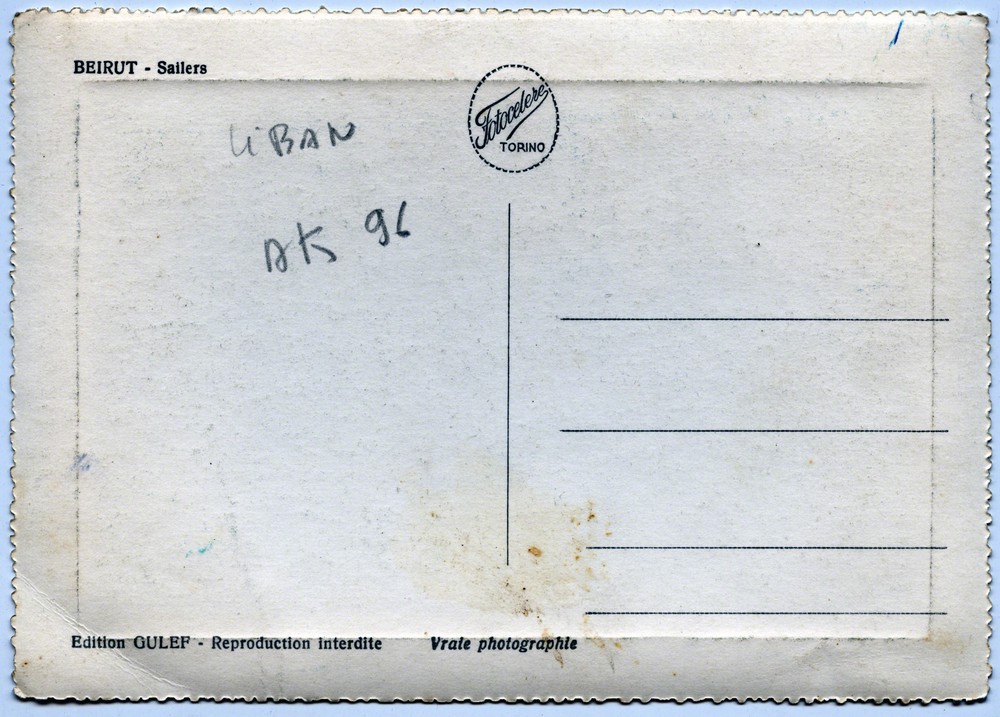 BEIRUT - Sailers
Fotocelere
TORINO
LIBAN
AK 96
Edition GULEF - Reproduction interdite
Vraie photographie